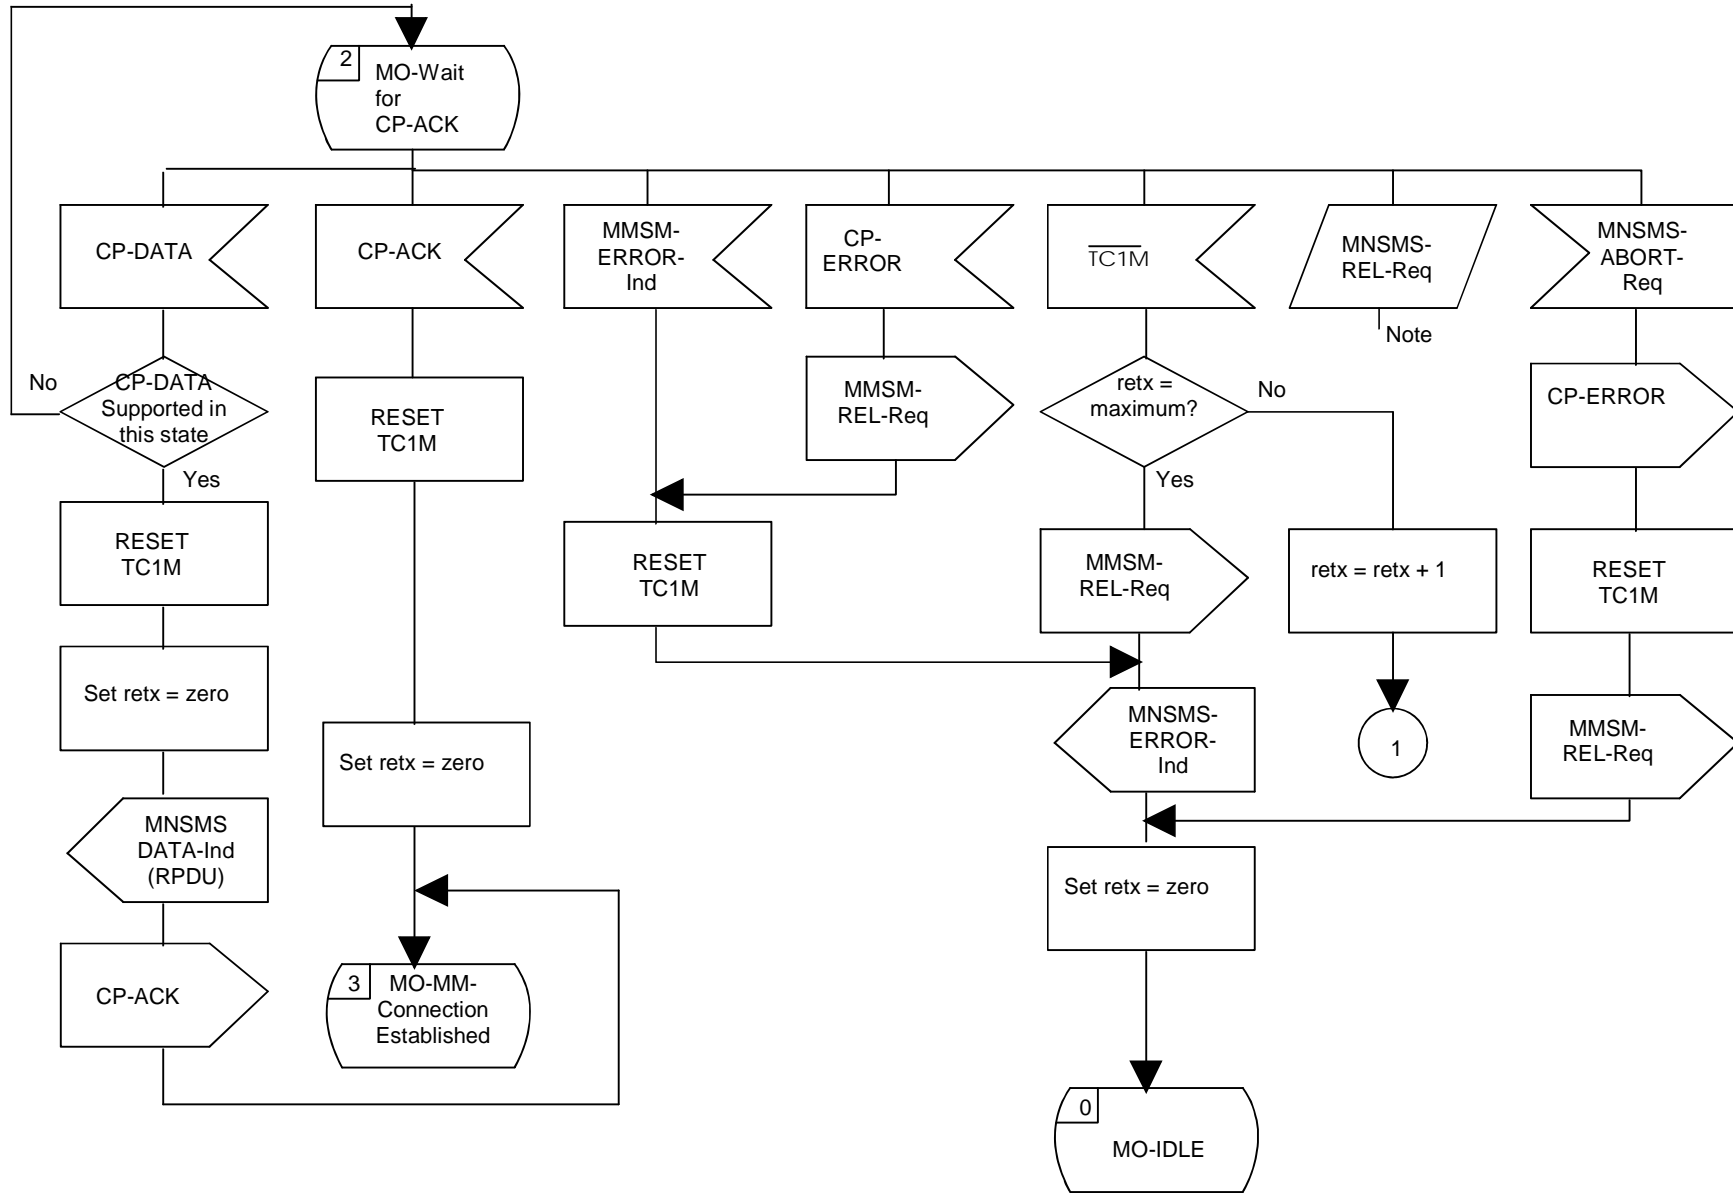 2
MO-Wait
for
CP-ACK
CP-DATA
CP-ACK
MMSM-
ERROR-
Ind
CP-
ERROR
TC1M
MNSMS-
REL-Req
MNSMS-
ABORT-
Req
Note
No
CP-DATA
Supported in
this state
Yes
RESET
TC1M
MMSM-
REL-Req
retx =
maximum?
No
Yes
CP-ERROR
RESET
TC1M
RESET
TC1M
MMSM-
REL-Req
retx = retx + 1
RESET
TC1M
Set retx = zero
Set retx = zero
MNSMS-
ERROR-
Ind
1
MMSM-
REL-Req
MNSMS
DATA-Ind
(RPDU)
Set retx = zero
CP-ACK
3
MO-MM-
Connection
Established
0
MO-IDLE